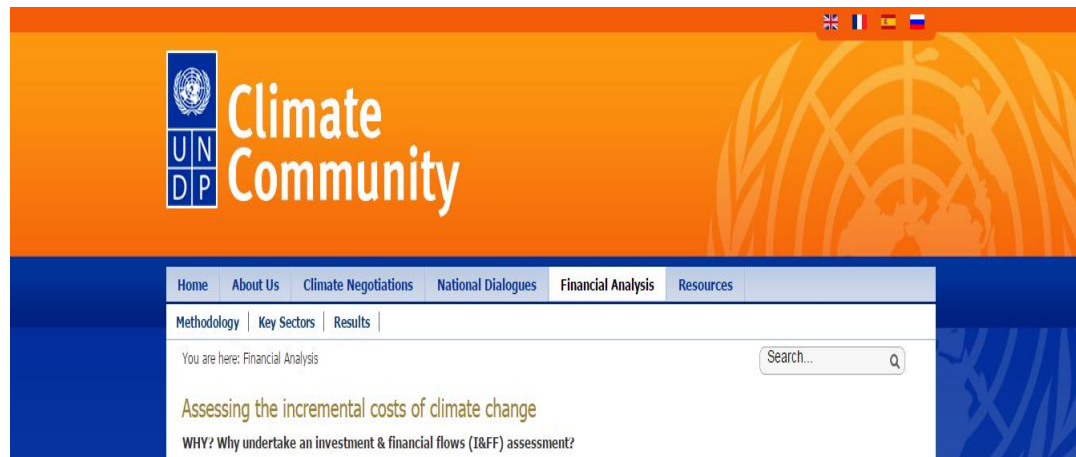 UN
DP
Climate
Community
Home About Us Climate Negotiations National Dialogues Financial Analysis Resources
Methodology Key Sectors Results
You are here: Financial Analysis
Search...
Assessing the incremental costs of climate change
WHY? Why undertake an investment & financial flows (I&FF) assessment?